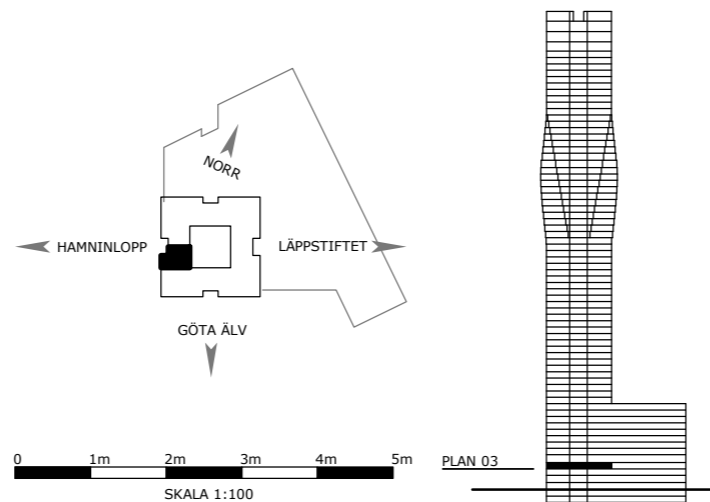 NORR
HAMNINLOPP
LÄPPSTIFTET
GÖTA ÄLV
0 1m 2m 3m 4m 5m
SKALA 1:100
PLAN 03